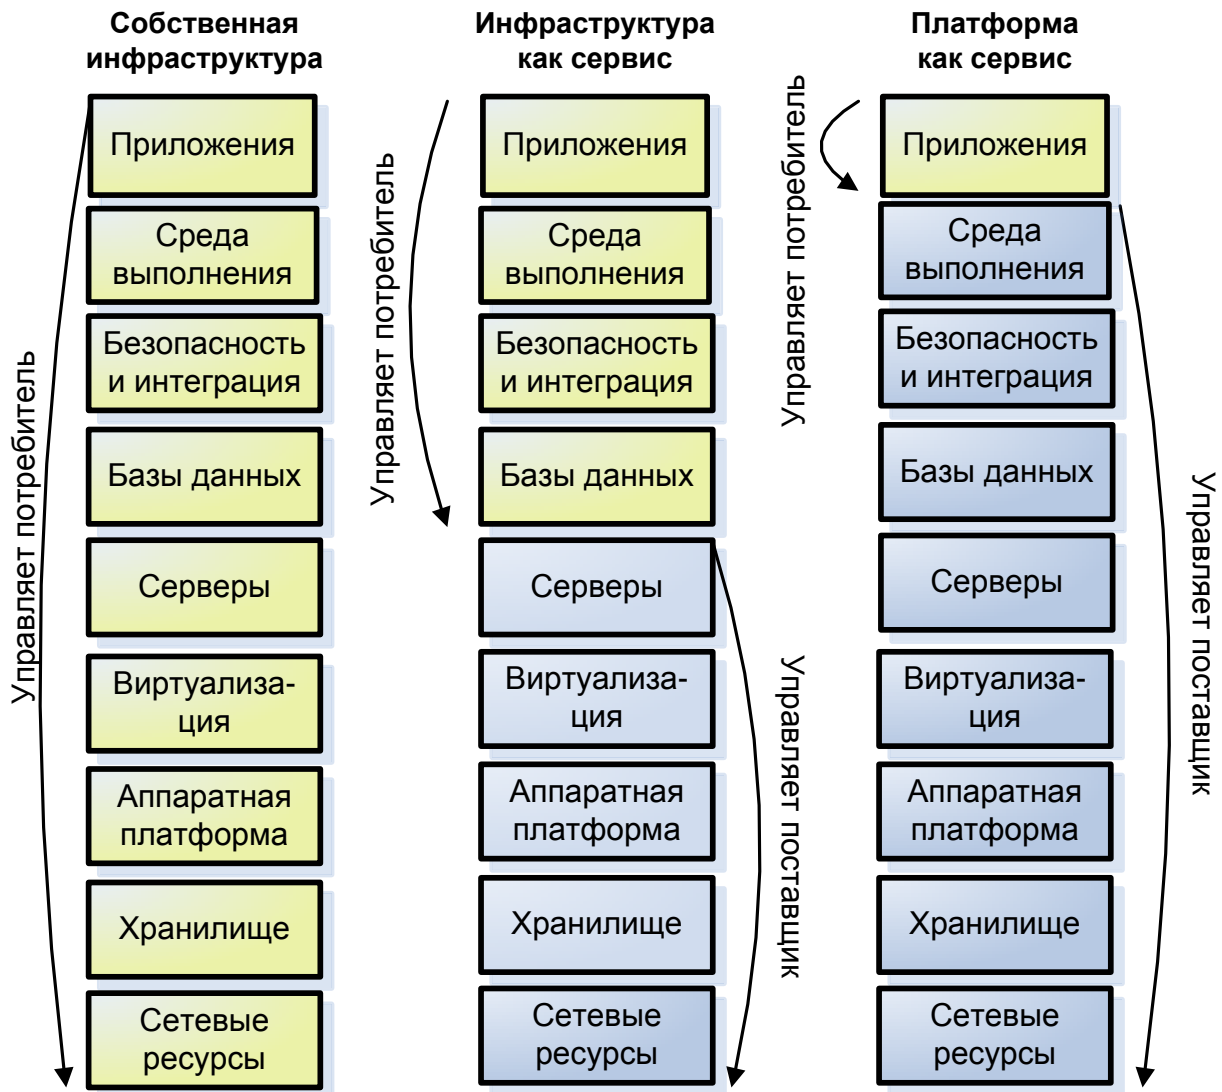 Собственная
инфраструктура
Управляет потребитель
Приложения
Среда
выполнения
Безопасность
и интеграция
Базы данных
Серверы
Виртуализа-
ция
Аппаратная
платформа
Хранилище
Сетевые
ресурсы
Инфраструктура
как сервис
Управляет потребитель
Приложения
Среда
выполнения
Безопасность
и интеграция
Базы данных
Серверы
Виртуализа-
ция
Аппаратная
платформа
Хранилище
Сетевые
ресурсы
Управляет поставщик
Платформа
как сервис
Управляет потребитель
Приложения
Среда
выполнения
Безопасность
и интеграция
Базы данных
Серверы
Виртуализа-
ция
Аппаратная
платформа
Хранилище
Сетевые
ресурсы
Управляет поставщик